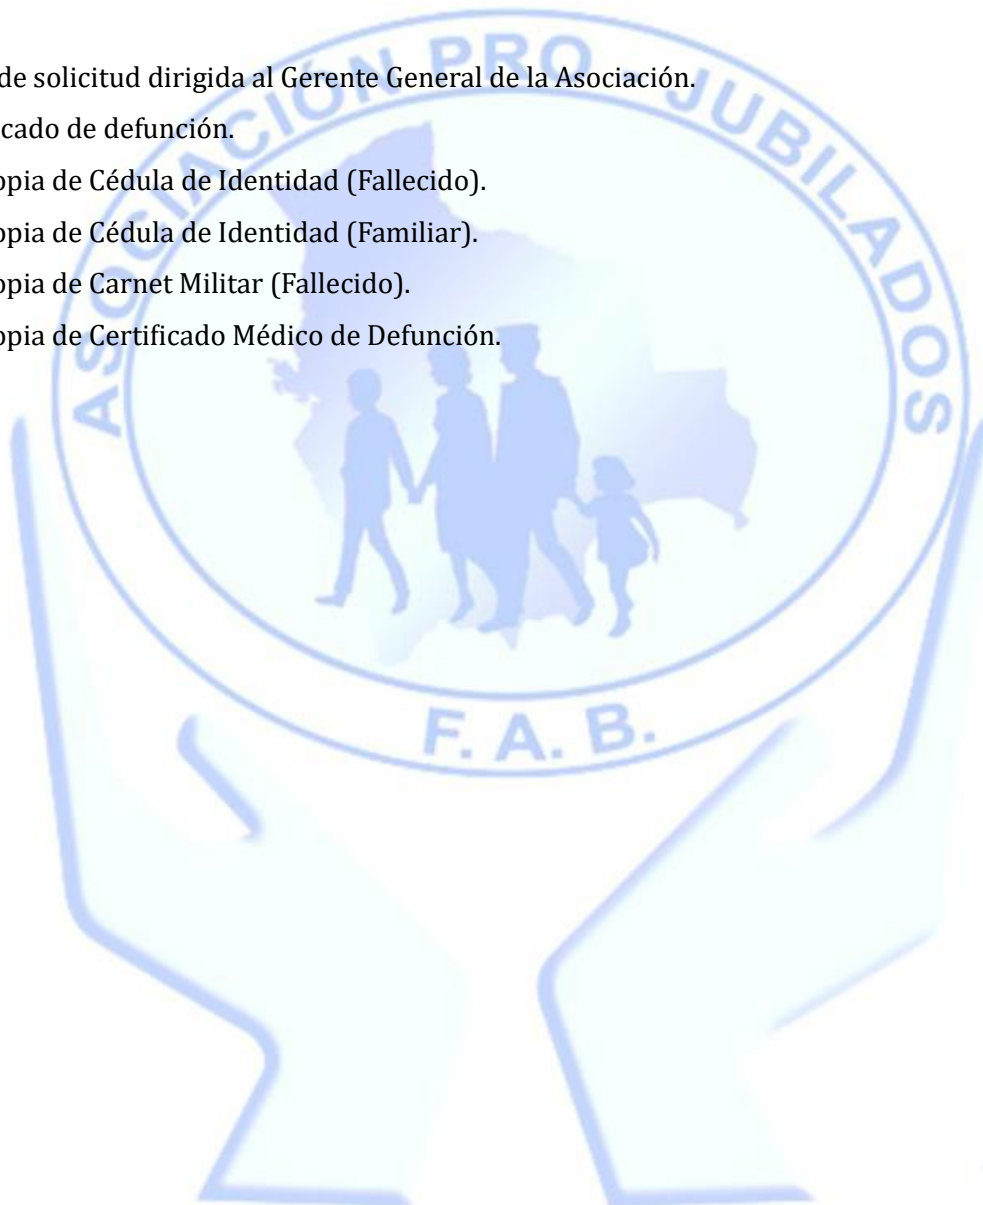 de solicitud dirigida al Gerente General de la Asociación.
cado de defunción.
opia de Cédula de Identidad (Fallecido).
opia de Cédula de Identidad (Familiar).
opia de Carnet Militar (Fallecido).
opia de Certificado Médico de Defunción.
ASOCIACIÓN PRO JUBILADOS
F. A. B.